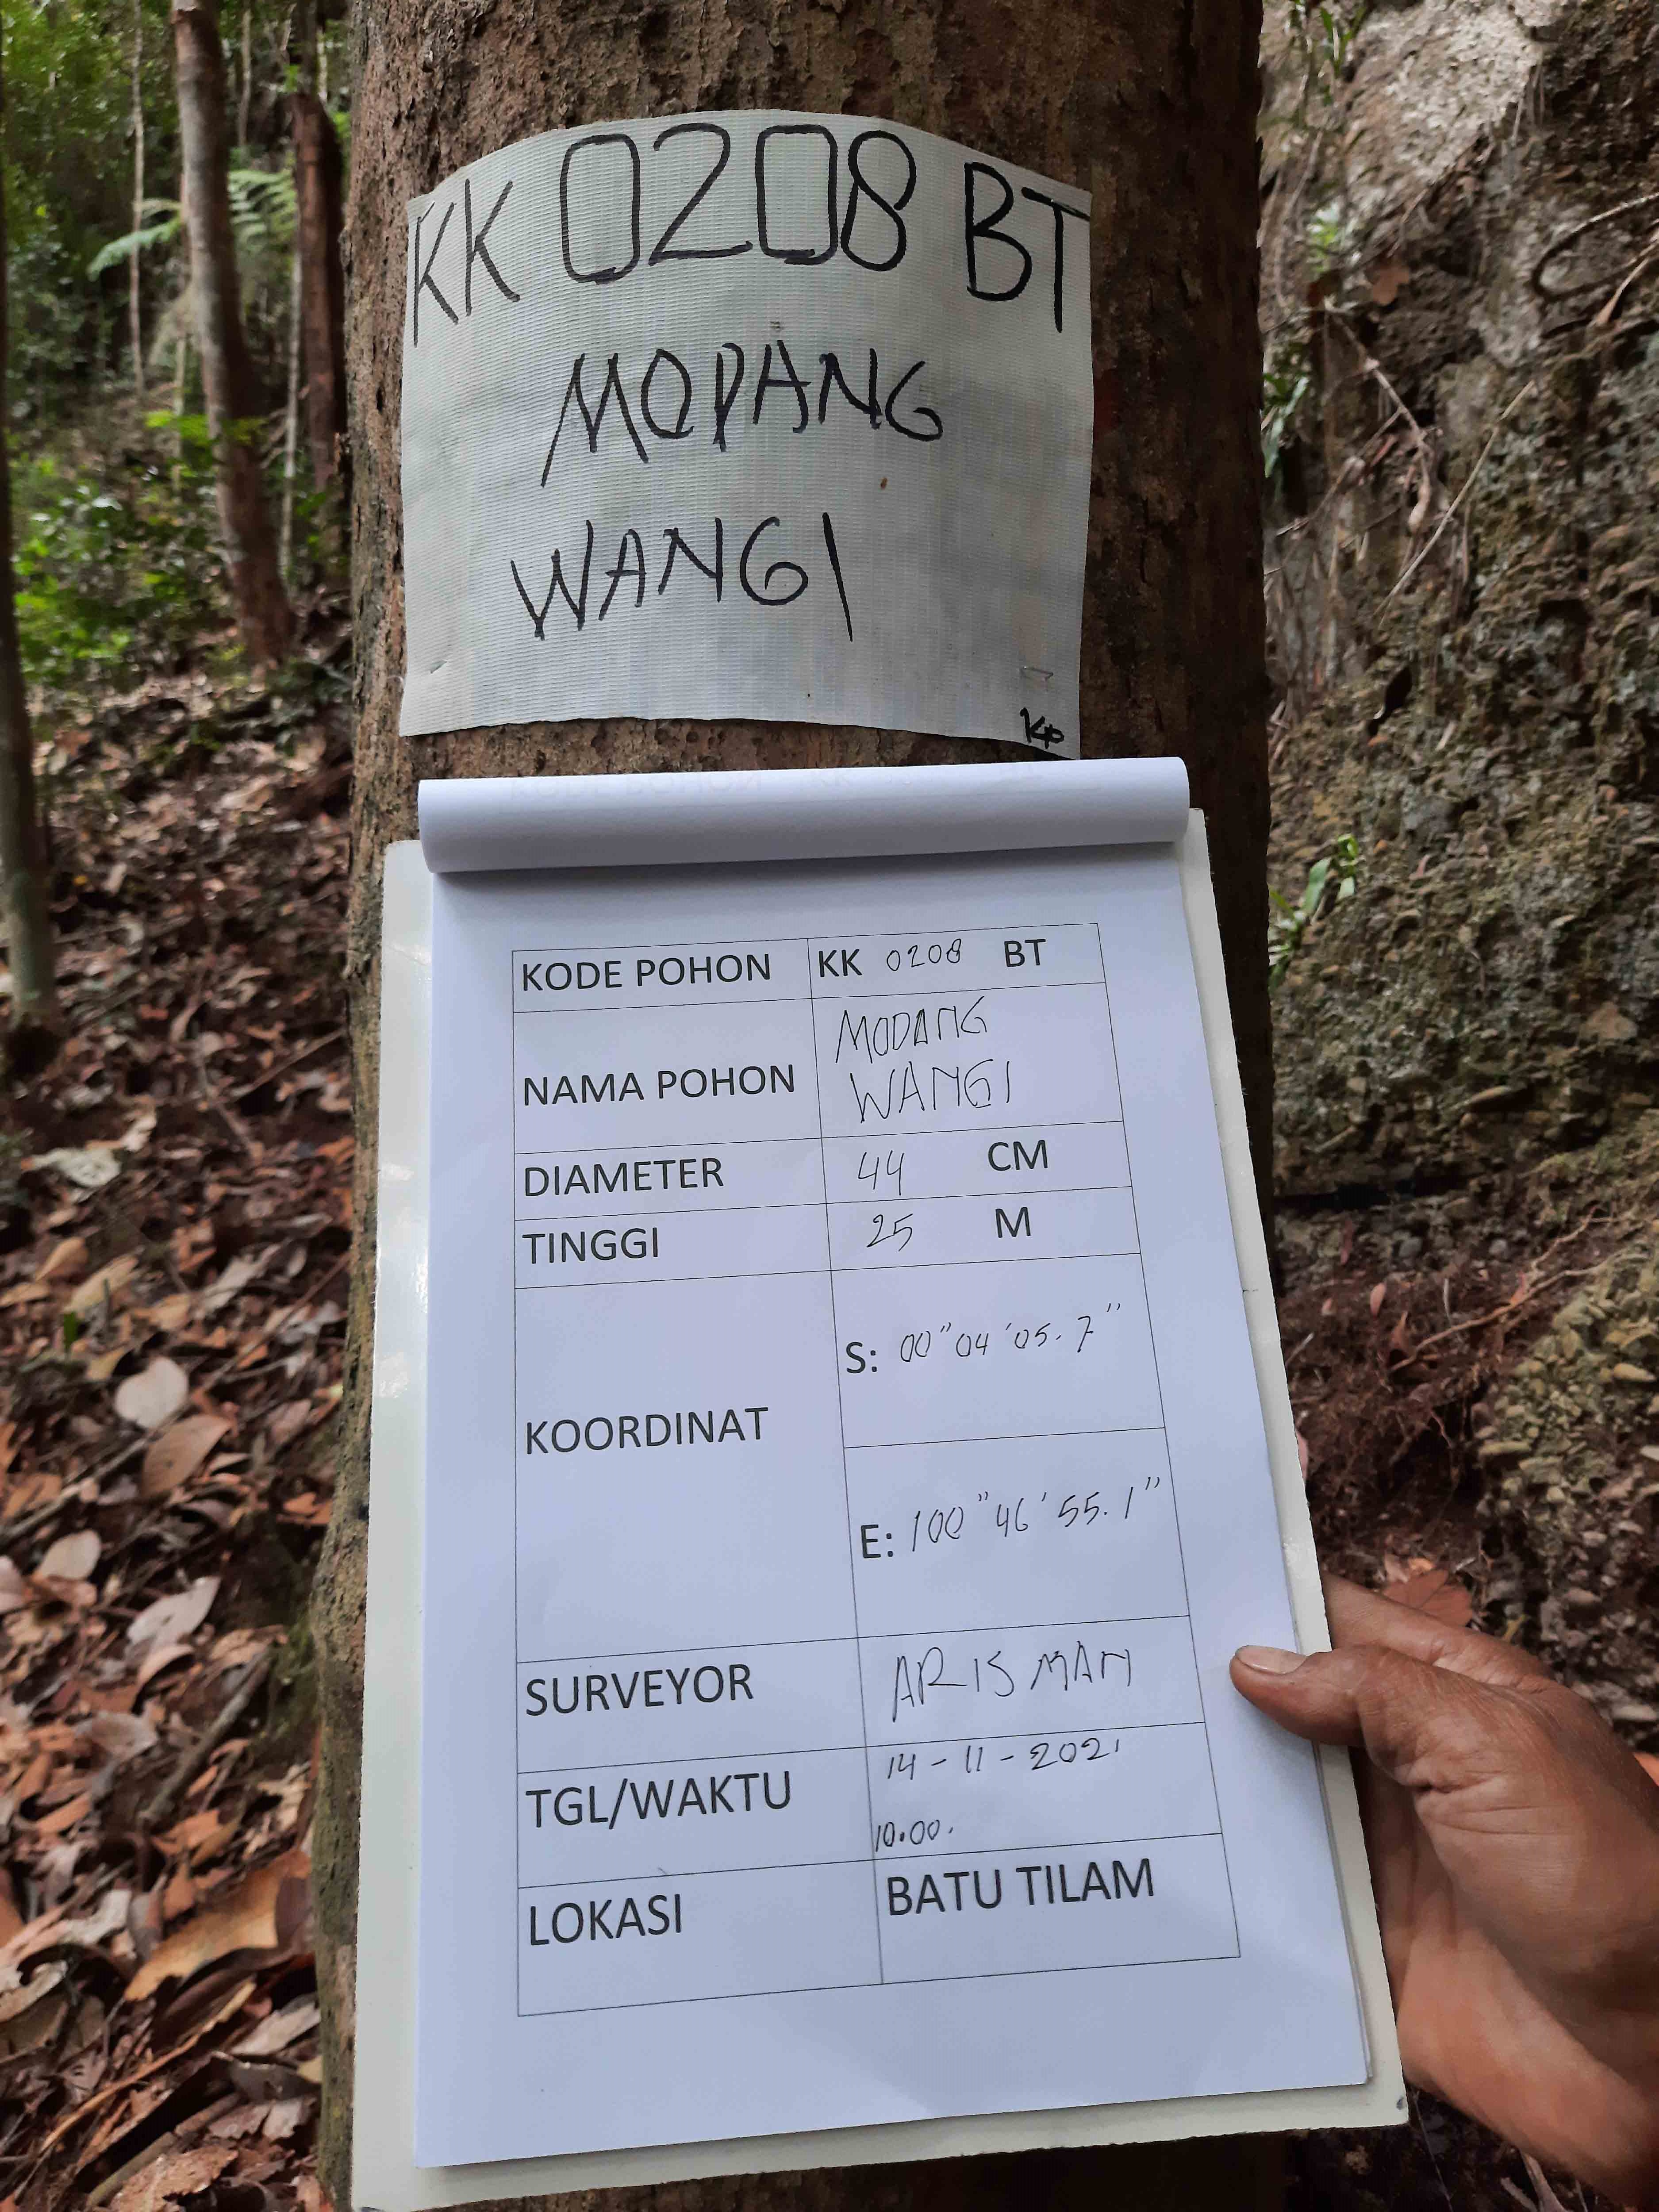 KK 0208 BT
MODANG
WANGI
KP
KODE POHON KK 0208 BT
NAMA POHON MODANG
WANGI
DIAMETER 44 CM
TINGGI 25 M
KOORDINAT S: 00"04'05.7"
E: 100"46'55.1"
SURVEYOR ARISMAN
TGL/WAKTU 14-11-2021
10.00.
LOKASI BATU TILAM